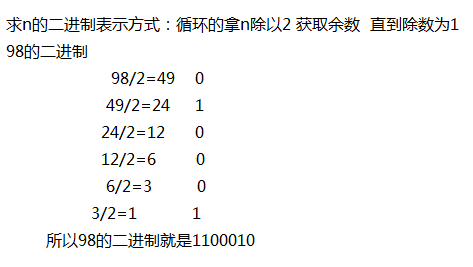 求n的二进制表示方式：循环的拿n除以2 获取余数  直到除数为1
98的二进制
98/2=49 0
49/2=24 1
24/2=12 0
12/2=6 0
6/2=3 0
3/2=1 1
所以98的二进制就是1100010